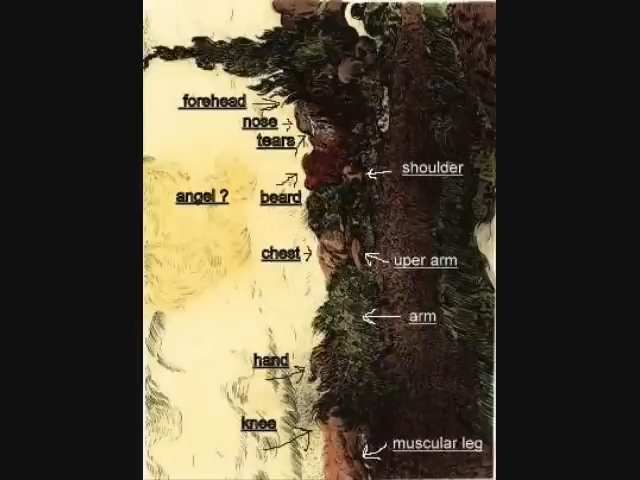 forehead
nose
tears
shoulder
angel ?
beard
chest
uper arm
arm
hand
knee
muscular leg